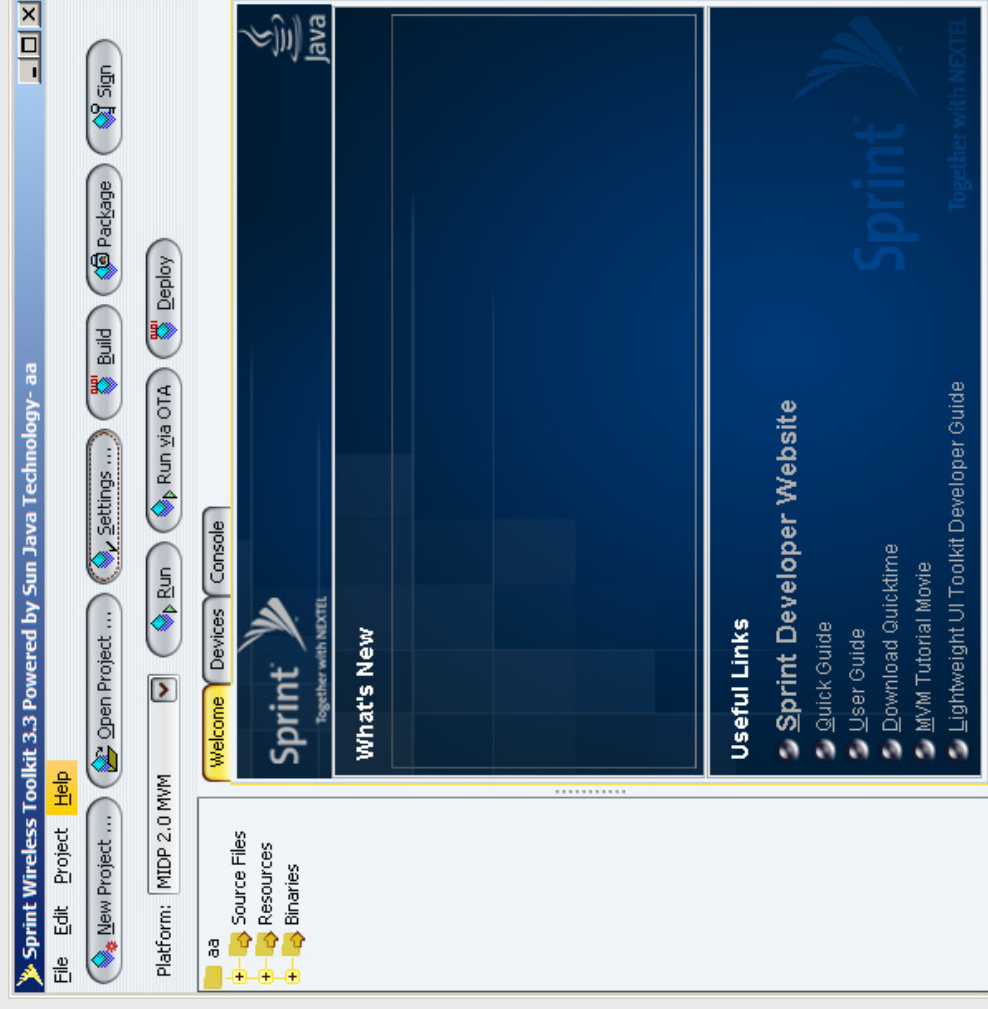 Sprint Wireless Toolkit 3.3 Powered by Sun Java Technology- aa
File Edit Project Help
New Project ... Open Project ... Settings ... Build Package Sign
Platform: MIDP 2.0 MVM Run Run via OTA Deploy
aa
Source Files
Resources
Binaries
Welcome Devices Console
Sprint
Together with NEXTEL
Java
What's New
Useful Links
Sprint Developer Website
Quick Guide
User Guide
Download Quicktime
MVM Tutorial Movie
Lightweight UI Toolkit Developer Guide
Sprint
Together with NEXTEL